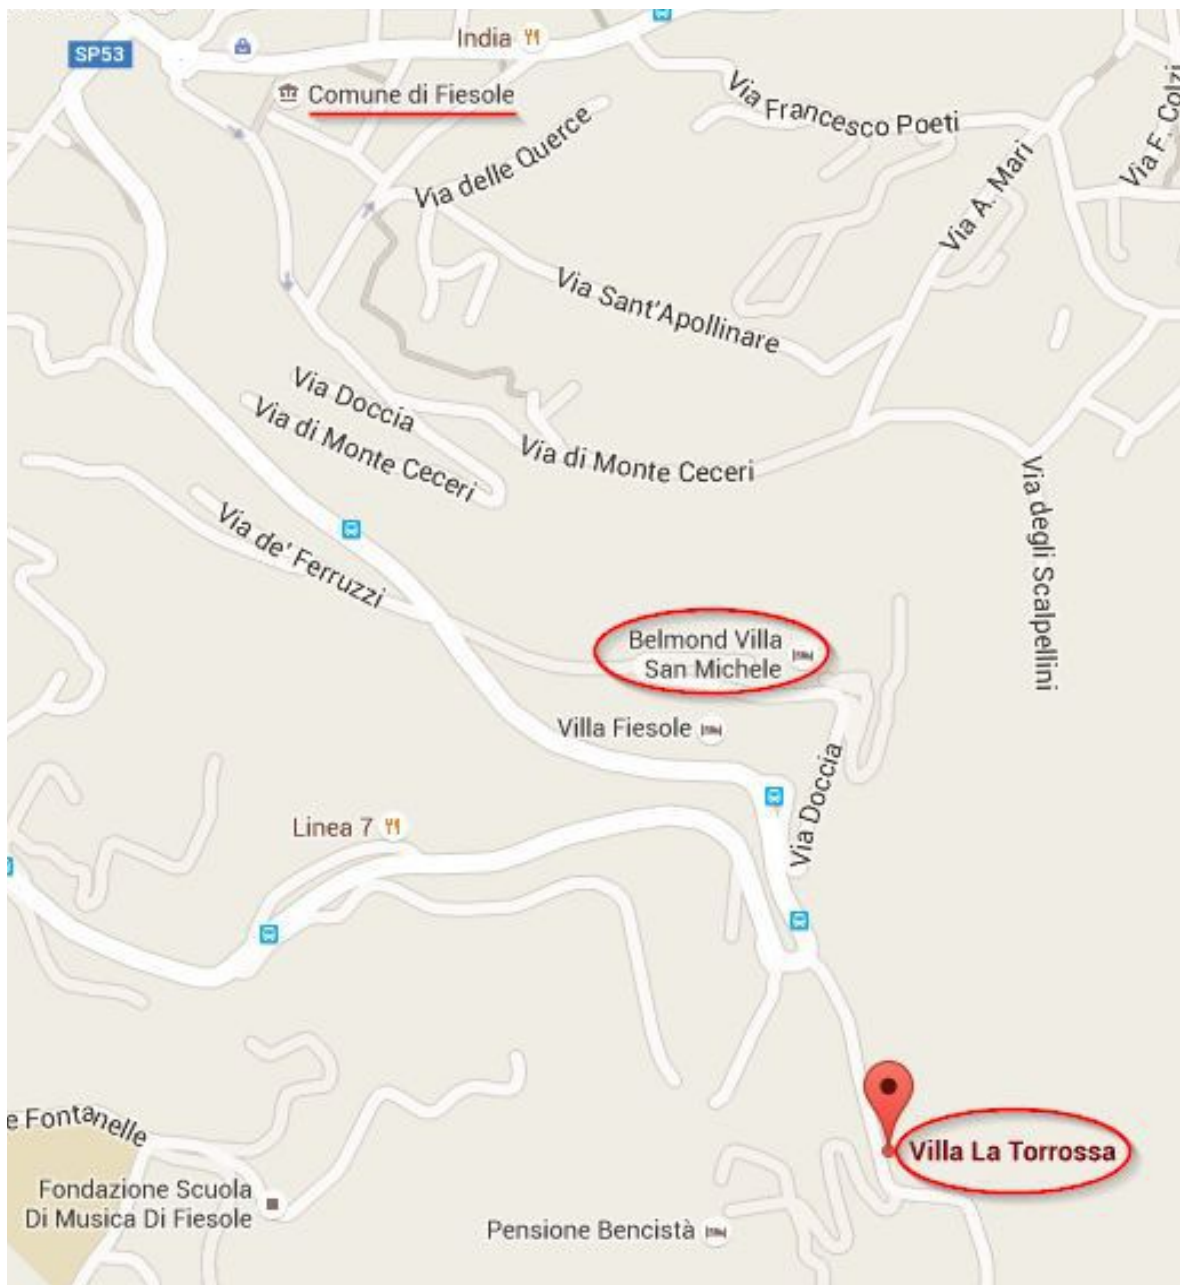 SP53
India
Comune di Fiesole
Via Francesco Poeti
Via F. Colzi
Via delle Querce
Via A. Mari
Via Sant'Apollinare
Via Doccia
Via di Monte Ceceri
Via di Monte Ceceri
Via degli Scalpellini
Via de' Ferruzzi
Belmond Villa
San Michele
Villa Fiesole
Via Doccia
Linea 7
e Fontanelle
Villa La Torrossa
Fondazione Scuola
Di Musica Di Fiesole
Pensione Bencistà